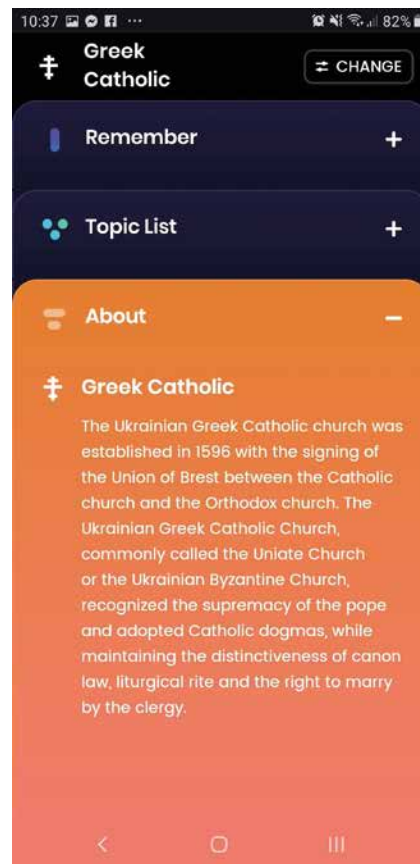 10:37 82%
Greek
Catholic
CHANGE
Remember
Topic List
About
Greek Catholic
The Ukrainian Greek Catholic church was
established in 1596 with the signing of
the Union of Brest between the Catholic
church and the Orthodox church. The
Ukrainian Greek Catholic Church,
commonly called the Uniate Church
or the Ukrainian Byzantine Church,
recognized the supremacy of the pope
and adopted Catholic dogmas, while
maintaining the distinctiveness of canon
law, liturgical rite and the right to marry
by the clergy.